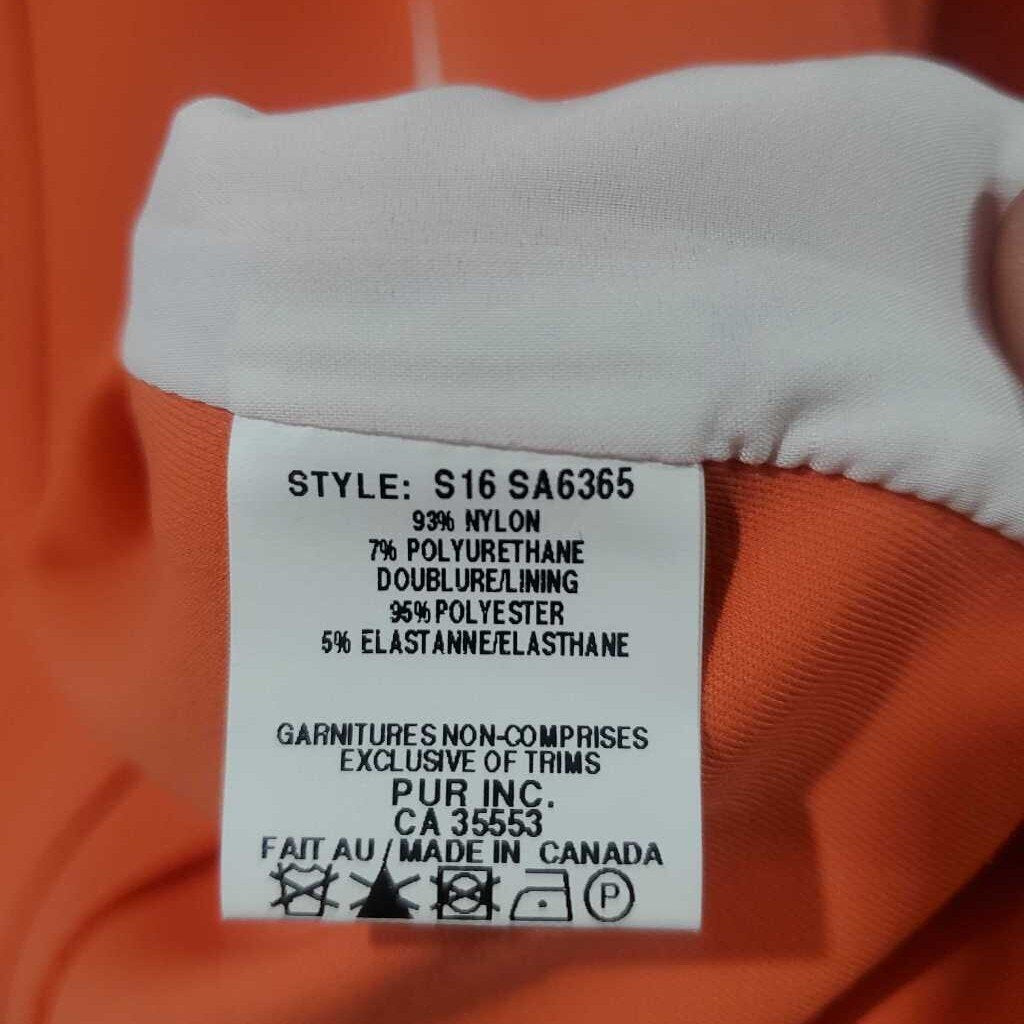 STYLE: S16 SA6365
93% NYLON
7% POLYURETHANE
DOUBLURE/LINING
95% POLYESTER
5% ELASTANNE/ELASTHANE
GARNITURES NON-COMPRISES
EXCLUSIVE OF TRIMS
PUR INC.
CA 35553
FAIT AU / MADE IN CANADA
P